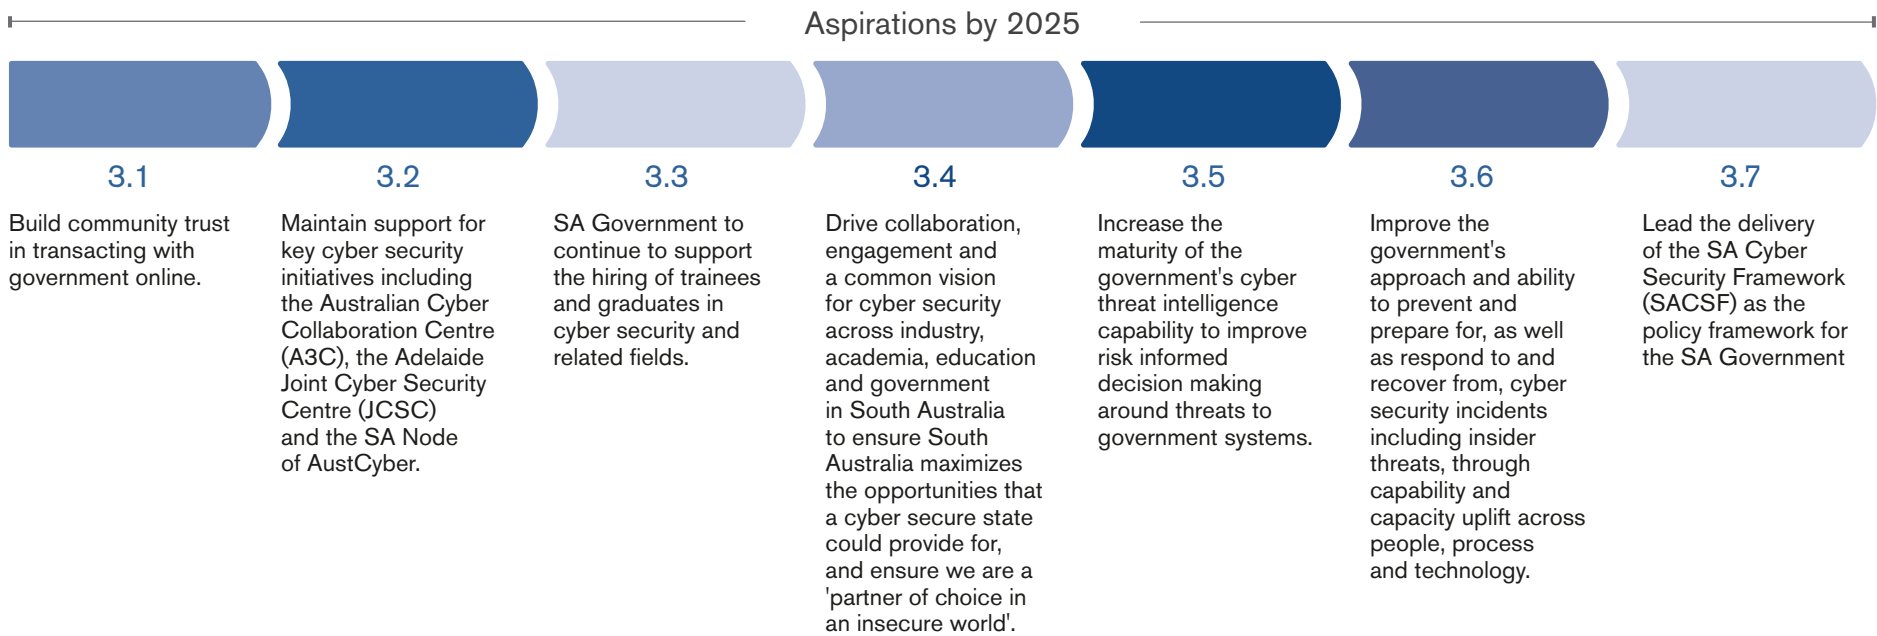 Aspirations by 2025
3.1
Build community trust
in transacting with
government online.
3.2
Maintain support for
key cyber security
initiatives including
the Australian Cyber
Collaboration Centre
(A3C), the Adelaide
Joint Cyber Security
Centre (JCSC)
and the SA Node
of AustCyber.
3.3
SA Government to
continue to support
the hiring of trainees
and graduates in
cyber security and
related fields.
3.4
Drive collaboration,
engagement and
a common vision
for cyber security
across industry,
academia, education
and government
in South Australia
to ensure South
Australia maximizes
the opportunities that
a cyber secure state
could provide for,
and ensure we are a
'partner of choice in
an insecure world'.
3.5
Increase the
maturity of the
government's cyber
threat intelligence
capability to improve
risk informed
decision making
around threats to
government systems.
3.6
Improve the
government's
approach and ability
to prevent and
prepare for, as well
as respond to and
recover from, cyber
security incidents
including insider
threats, through
capability and
capacity uplift across
people, process
and technology.
3.7
Lead the delivery
of the SA Cyber
Security Framework
(SACSF) as the
policy framework for
the SA Government